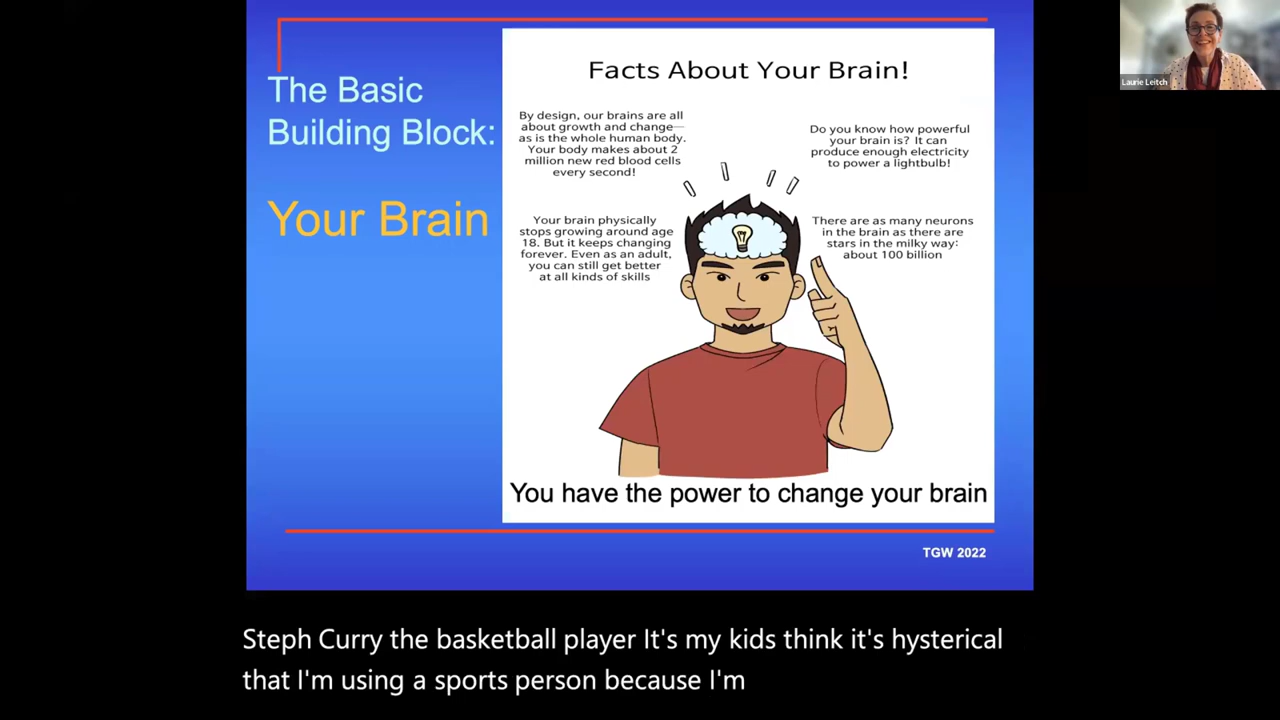 The Basic
Building Block:
Your Brain
Facts About Your Brain!
By design, our brains are all
about growth and change—
as is the whole human body.
Your body makes about 2
million new red blood cells
every second!
Do you know how powerful
your brain is? It can
produce enough electricity
to power a lightbulb!
Your brain physically
stops growing around age
18. But it keeps changing
forever. Even as an adult,
you can still get better
at all kinds of skills
There are as many neurons
in the brain as there are
stars in the milky way:
about 100 billion
You have the power to change your brain
TGW 2022
Laurie Leitch
Steph Curry the basketball player It's my kids think it's hysterical
that I'm using a sports person because I'm